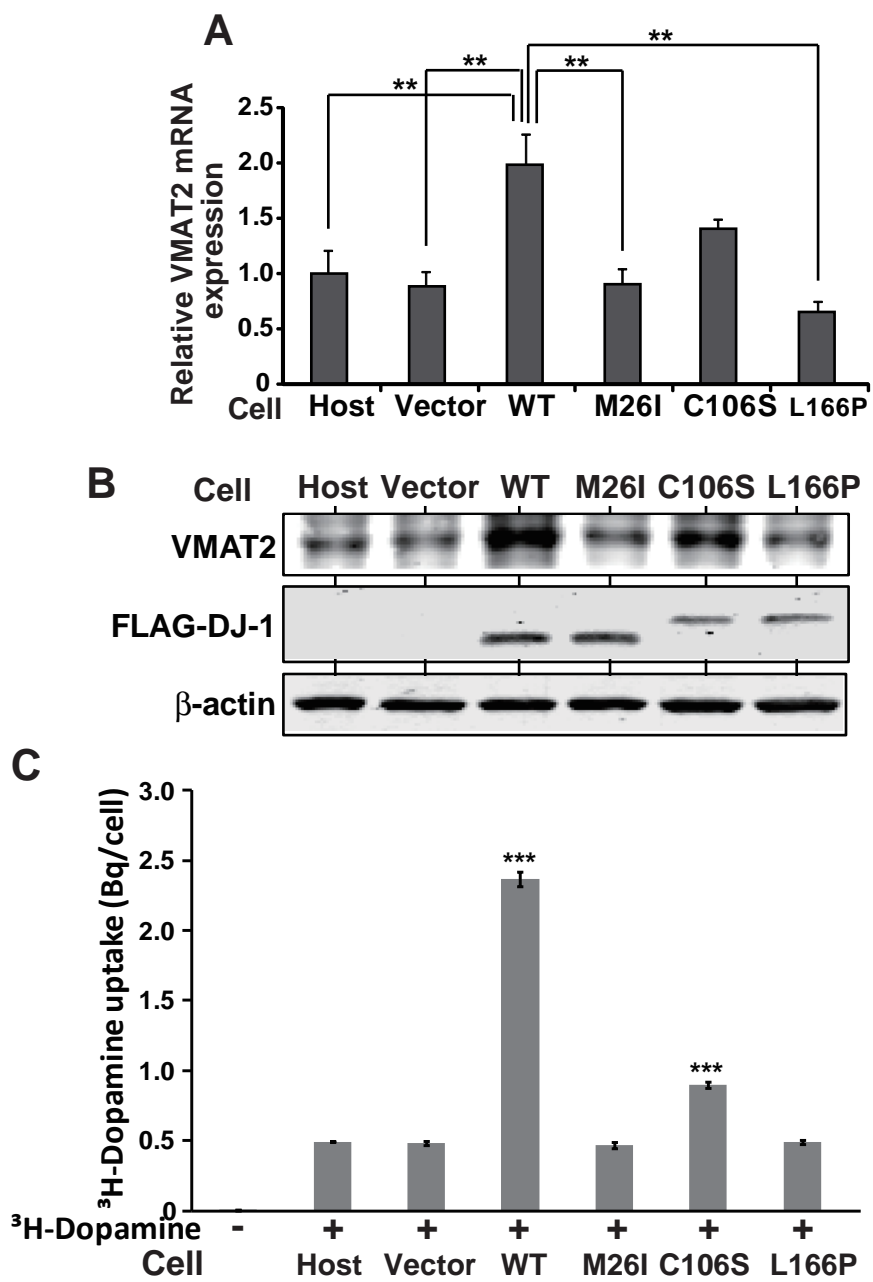 A
**
** **
**
2.5
2.0
1.5
1.0
0.5
0
Relative VMAT2 mRNA
expression
Cell Host Vector WT M26I C106S L166P
B Cell Host Vector WT M26I C106S L166P
VMAT2
FLAG-DJ-1
β-actin
C
3.0
2.5
2.0
1.5
1.0
0.5
0
³H-Dopamine uptake (Bq/cell)
***
***
³H-Dopamine - + + + + + +
Cell Host Vector WT M26I C106S L166P